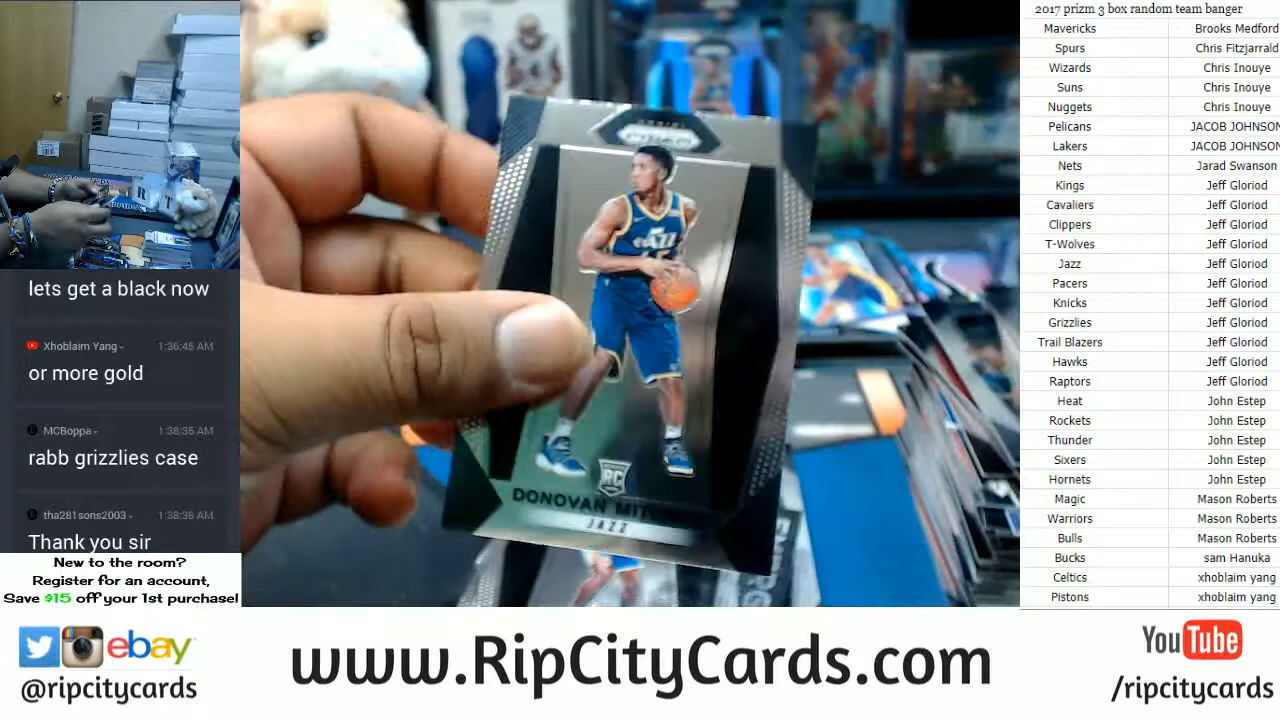 2017 prizm 3 box random team banger
Mavericks Brooks Medford
Spurs Chris Fitzjarrald
Wizards Chris Inouye
Suns Chris Inouye
Nuggets Chris Inouye
Pelicans JACOB JOHNSON
Lakers JACOB JOHNSON
Nets Jarad Swanson
Kings Jeff Gloriod
Cavaliers Jeff Gloriod
Clippers Jeff Gloriod
T-Wolves Jeff Gloriod
Jazz Jeff Gloriod
Pacers Jeff Gloriod
Knicks Jeff Gloriod
Grizzlies Jeff Gloriod
Trail Blazers Jeff Gloriod
Hawks Jeff Gloriod
Raptors Jeff Gloriod
Heat John Estep
Rockets John Estep
Thunder John Estep
Sixers John Estep
Hornets John Estep
Magic Mason Roberts
Warriors Mason Roberts
Bulls Mason Roberts
Bucks sam Hanuka
Celtics xhoblaim yang
Pistons xhoblaim yang
lets get a black now
Xhoblaim Yang 1:36:45 AM
or more gold
MCBoppa 1:38:35 AM
rabb grizzlies case
tha281sons2003 1:38:38 AM
Thank you sir
New to the room?
Register for an account,
Save $15 off your 1st purchase!
PRIZM
JAZZ
RC
DONOVAN
JAZZ
ebay
@ripcitycards
www.RipCityCards.com
YouTube
/ripcitycards